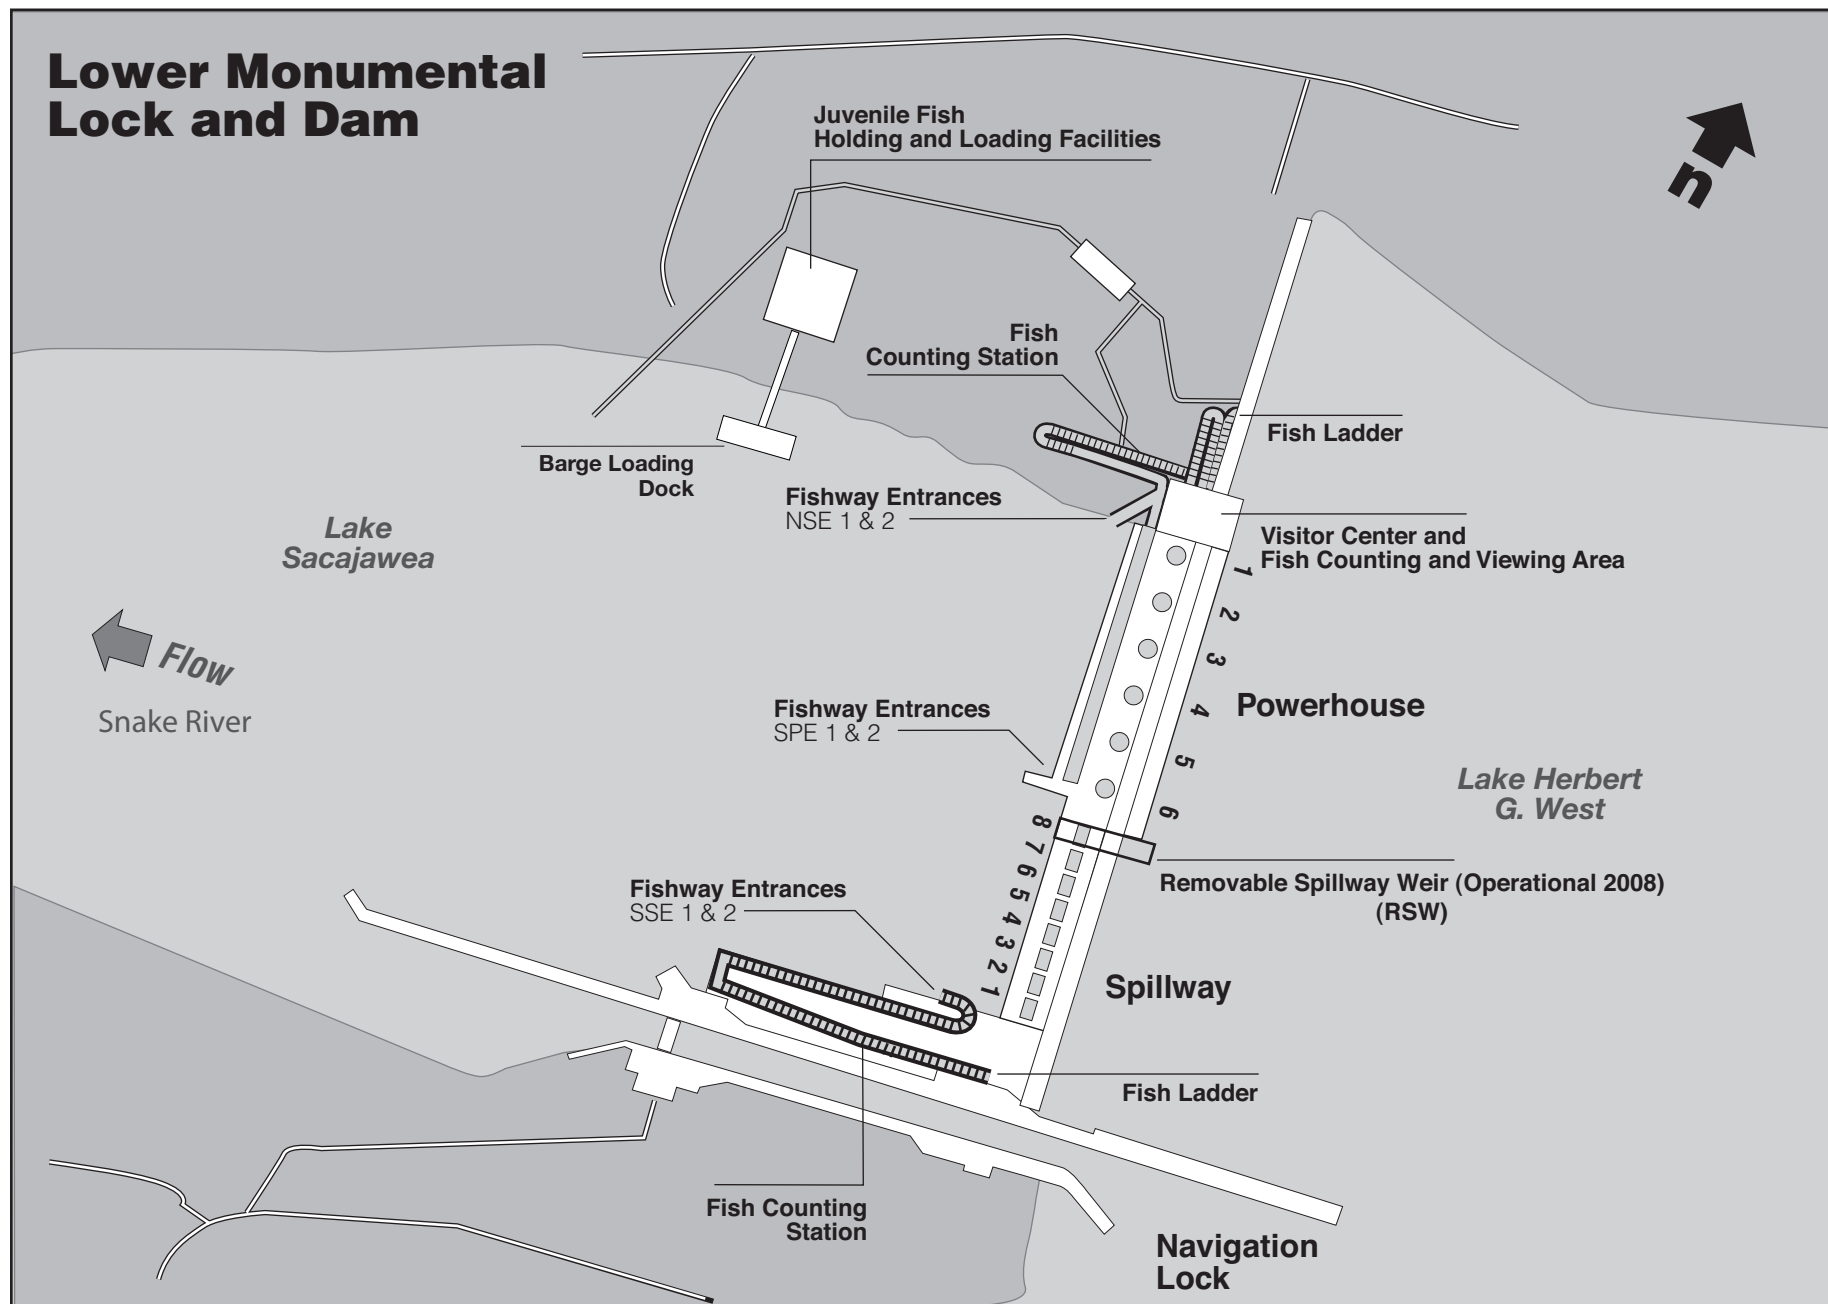 Lower Monumental
Lock and Dam
Juvenile Fish
Holding and Loading Facilities
n
Fish
Counting Station
Fish Ladder
Barge Loading
Dock
Fishway Entrances
NSE 1 & 2
Lake
Sacajawea
Visitor Center and
Fish Counting and Viewing Area
1
2
3
4
5
6
Flow
Snake River
Fishway Entrances
SPE 1 & 2
Powerhouse
Lake Herbert
G. West
8
7
6
5
4
3
2
1
Removable Spillway Weir (Operational 2008)
(RSW)
Fishway Entrances
SSE 1 & 2
Spillway
Fish Ladder
Fish Counting
Station
Navigation
Lock